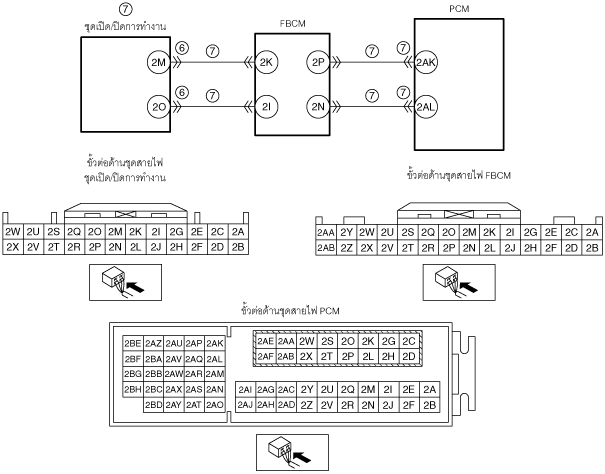 ⑦
ชุดเปิด/ปิดการทำงาน
FBCM
PCM
2M ⑥ ⑦ 2K 2P ⑦ ⑦ 2AK
2O ⑥ ⑦ 2I 2N ⑦ ⑦ 2AL
ขั้วต่อด้านชุดสายไฟ
ชุดเปิด/ปิดการทำงาน
ขั้วต่อด้านชุดสายไฟ FBCM
2W 2U 2S 2Q 2O 2M 2K 2I 2G 2E 2C 2A
2X 2V 2T 2R 2P 2N 2L 2J 2H 2F 2D 2B
2AA 2Y 2W 2U 2S 2Q 2O 2M 2K 2I 2G 2E 2C 2A
2AB 2Z 2X 2V 2T 2R 2P 2N 2L 2J 2H 2F 2D 2B
ขั้วต่อด้านชุดสายไฟ PCM
2BE 2AZ 2AU 2AP 2AK
2BF 2BA 2AV 2AQ 2AL
2BG 2BB 2AW 2AR 2AM
2BH 2BC 2AX 2AS 2AN
2BD 2AY 2AT 2AO
2AE 2AA 2W 2S 2O 2K 2G 2C
2AF 2AB 2X 2T 2P 2L 2H 2D
2AI 2AG 2AC 2Y 2U 2Q 2M 2I 2E 2A
2AJ 2AH 2AD 2Z 2V 2R 2N 2J 2F 2B